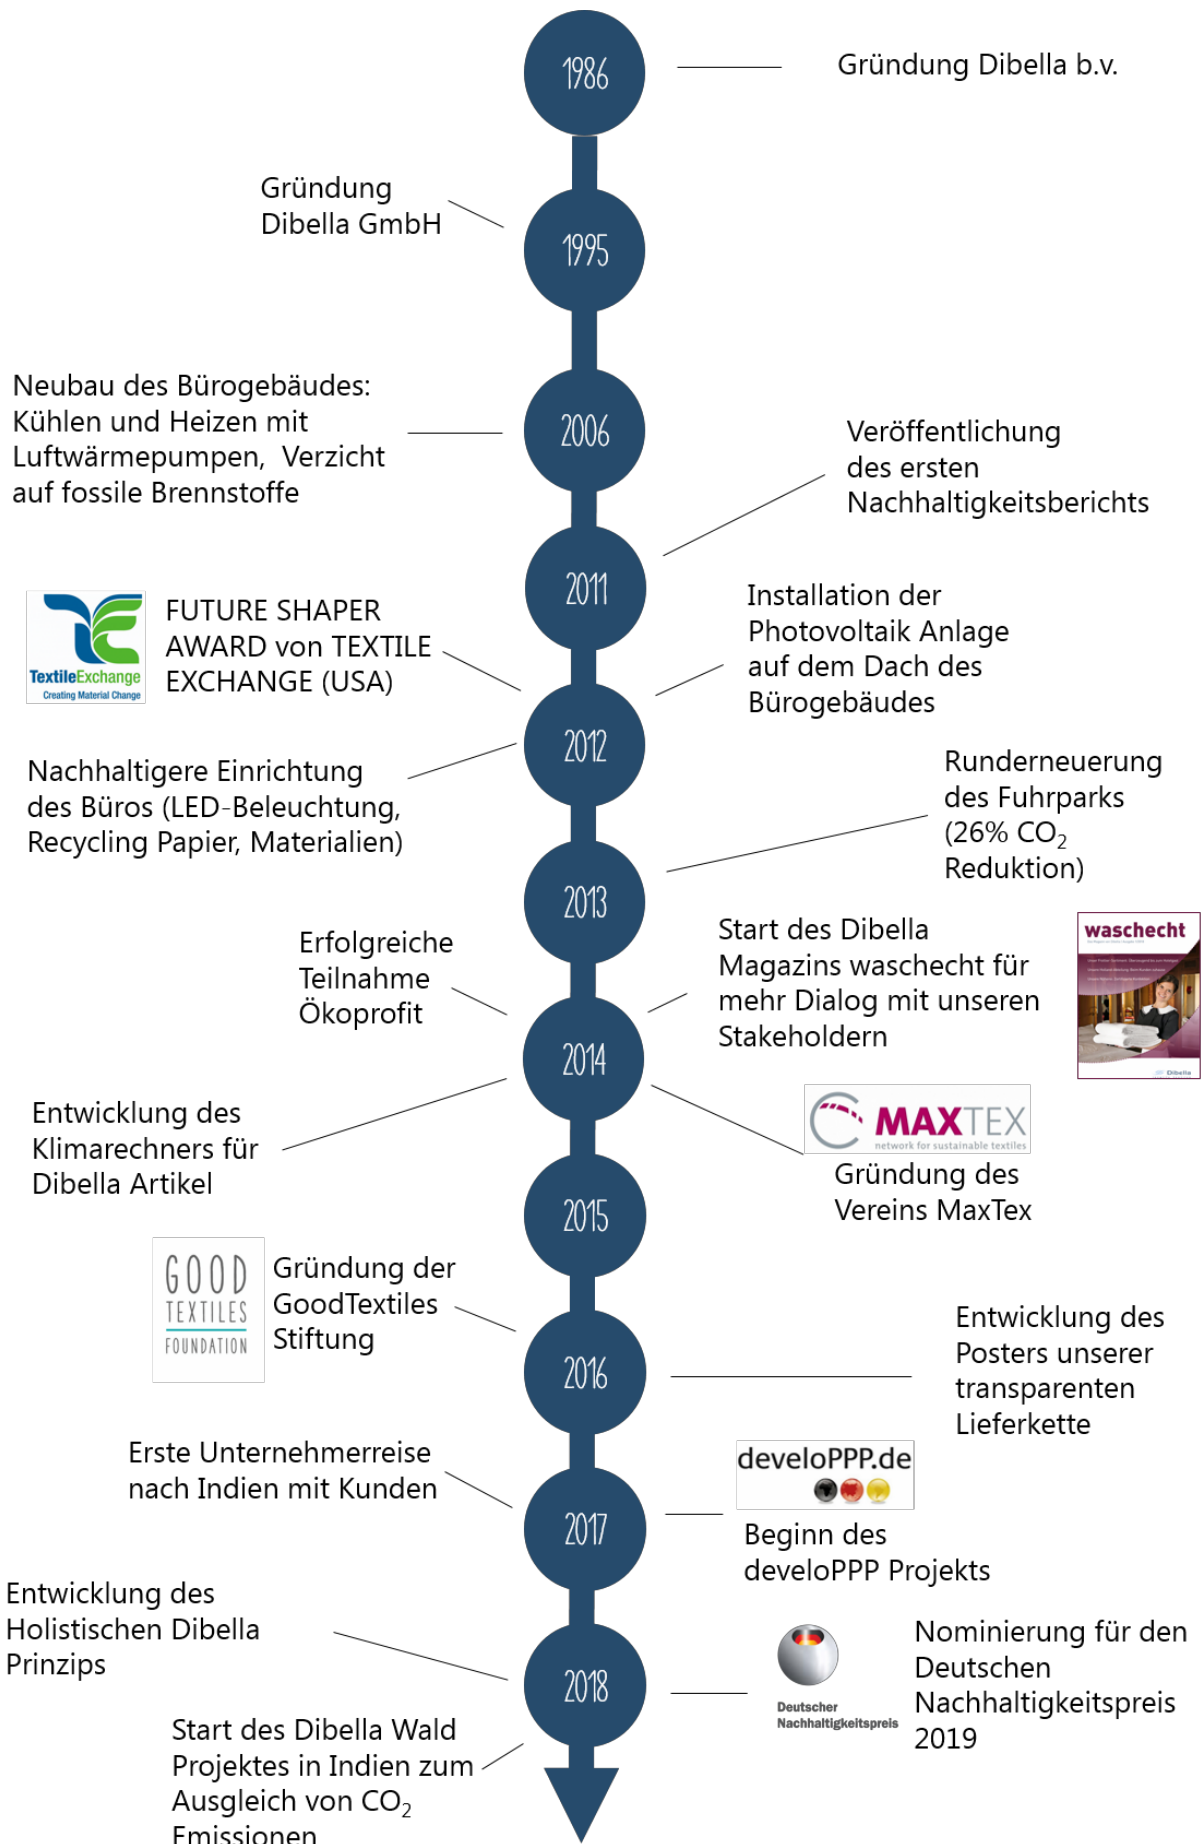 1986
Gründung Dibella b.v.
Gründung
Dibella GmbH
1995
Neubau des Bürogebäudes:
Kühlen und Heizen mit
Luftwärmepumpen, Verzicht
auf fossile Brennstoffe
2006
Veröffentlichung
des ersten
Nachhaltigkeitsberichts
2011
TextileExchange
Creating Material Change
FUTURE SHAPER
AWARD von TEXTILE
EXCHANGE (USA)
Installation der
Photovoltaik Anlage
auf dem Dach des
Bürogebäudes
2012
Nachhaltigere Einrichtung
des Büros (LED-Beleuchtung,
Recycling Papier, Materialien)
Runderneuerung
des Fuhrparks
(26% CO₂
Reduktion)
2013
Erfolgreiche
Teilnahme
Ökoprofit
Start des Dibella
Magazins waschecht für
mehr Dialog mit unseren
Stakeholdern
waschecht
Dibella
2014
Entwicklung des
Klimarechners für
Dibella Artikel
MAXTEX
network for sustainable textiles
Gründung des
Vereins MaxTex
2015
GOOD
TEXTILES
FOUNDATION
Gründung der
GoodTextiles
Stiftung
2016
Entwicklung des
Posters unserer
transparenten
Lieferkette
Erste Unternehmerreise
nach Indien mit Kunden
2017
develoPPP.de
Beginn des
develoPPP Projekts
Entwicklung des
Holistischen Dibella
Prinzips
2018
Deutscher
Nachhaltigkeitspreis
Nominierung für den
Deutschen
Nachhaltigkeitspreis
2019
Start des Dibella Wald
Projektes in Indien zum
Ausgleich von CO₂
Emissionen